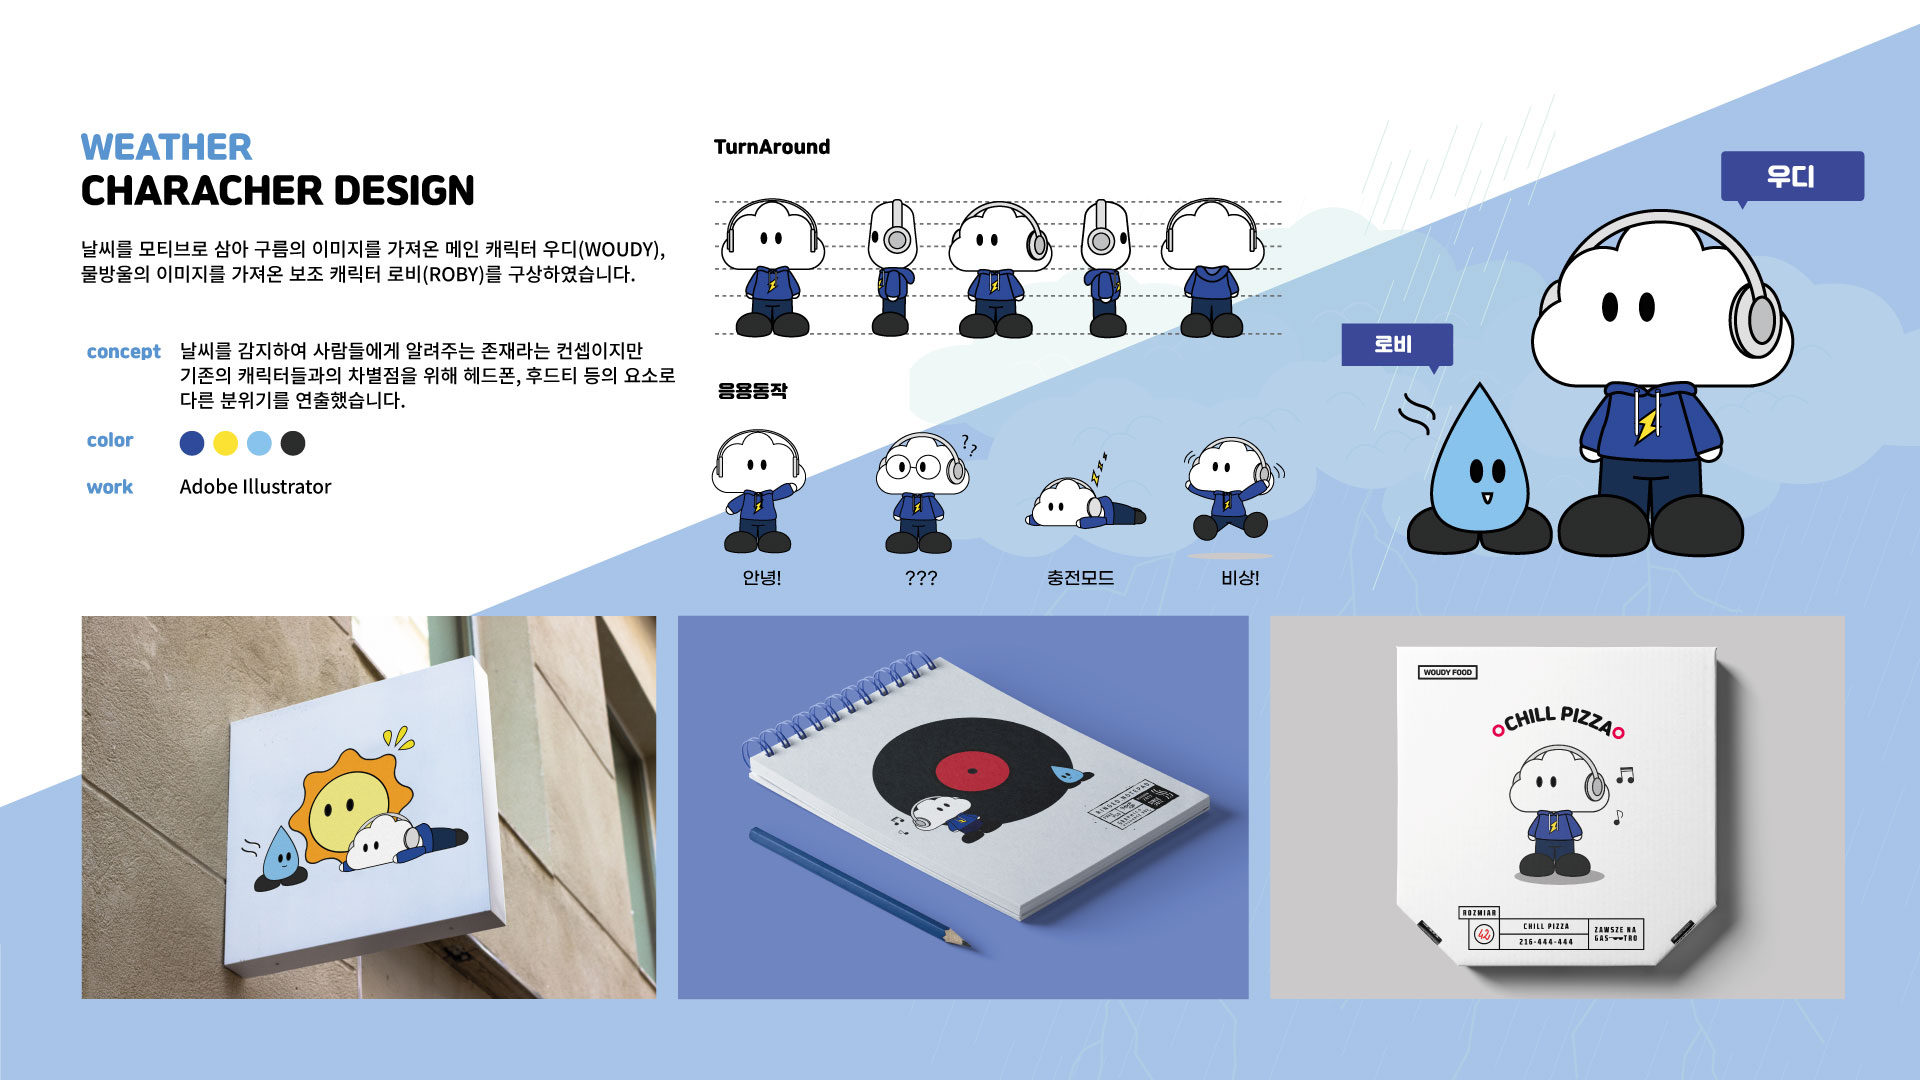 WEATHER
CHARACHER DESIGN
날씨를 모티브로 삼아 구름의 이미지를 가져온 메인 캐릭터 우디(WOUDY),
물방울의 이미지를 가져온 보조 캐릭터 로비(ROBY)를 구상하였습니다.
concept
날씨를 감지하여 사람들에게 알려주는 존재라는 컨셉이지만
기존의 캐릭터들과의 차별점을 위해 헤드폰, 후드티 등의 요소로
다른 분위기를 연출했습니다.
color
work
Adobe Illustrator
TurnAround
응용동작
??
안녕!
???
충전모드
비상!
우디
로비
RINGED NOTEPAD
WOUDY FOOD
CHILL PIZZA
ROZMIAR
42
CHILL PIZZA
216-444-444
ZAWSZE NA
GAS TRO